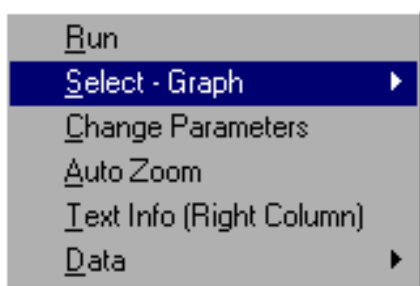 Run
Select - Graph
Change Parameters
Auto Zoom
Text Info (Right Column)
Data